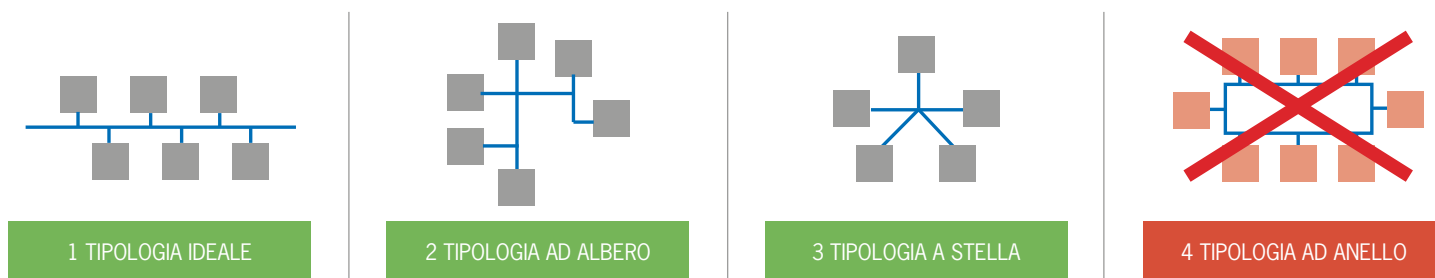 1 TIPOLOGIA IDEALE
2 TIPOLOGIA AD ALBERO
3 TIPOLOGIA A STELLA
4 TIPOLOGIA AD ANELLO